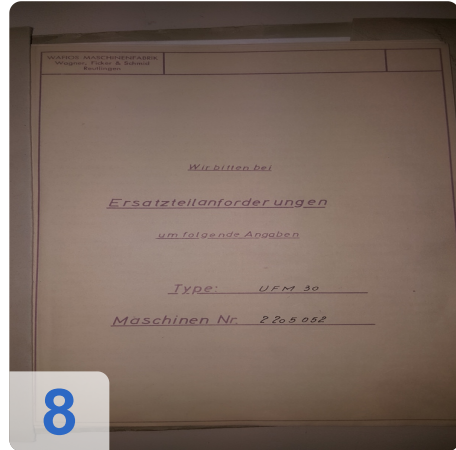 WAFIOS MASCHINENFABRIK
Wagner, Ficker & Schmid
Reutlingen
Wir bitten bei
Ersatzteilanforderungen
um folgende Angaben
Type: UFM 50
Maschinen Nr. 2205052
8